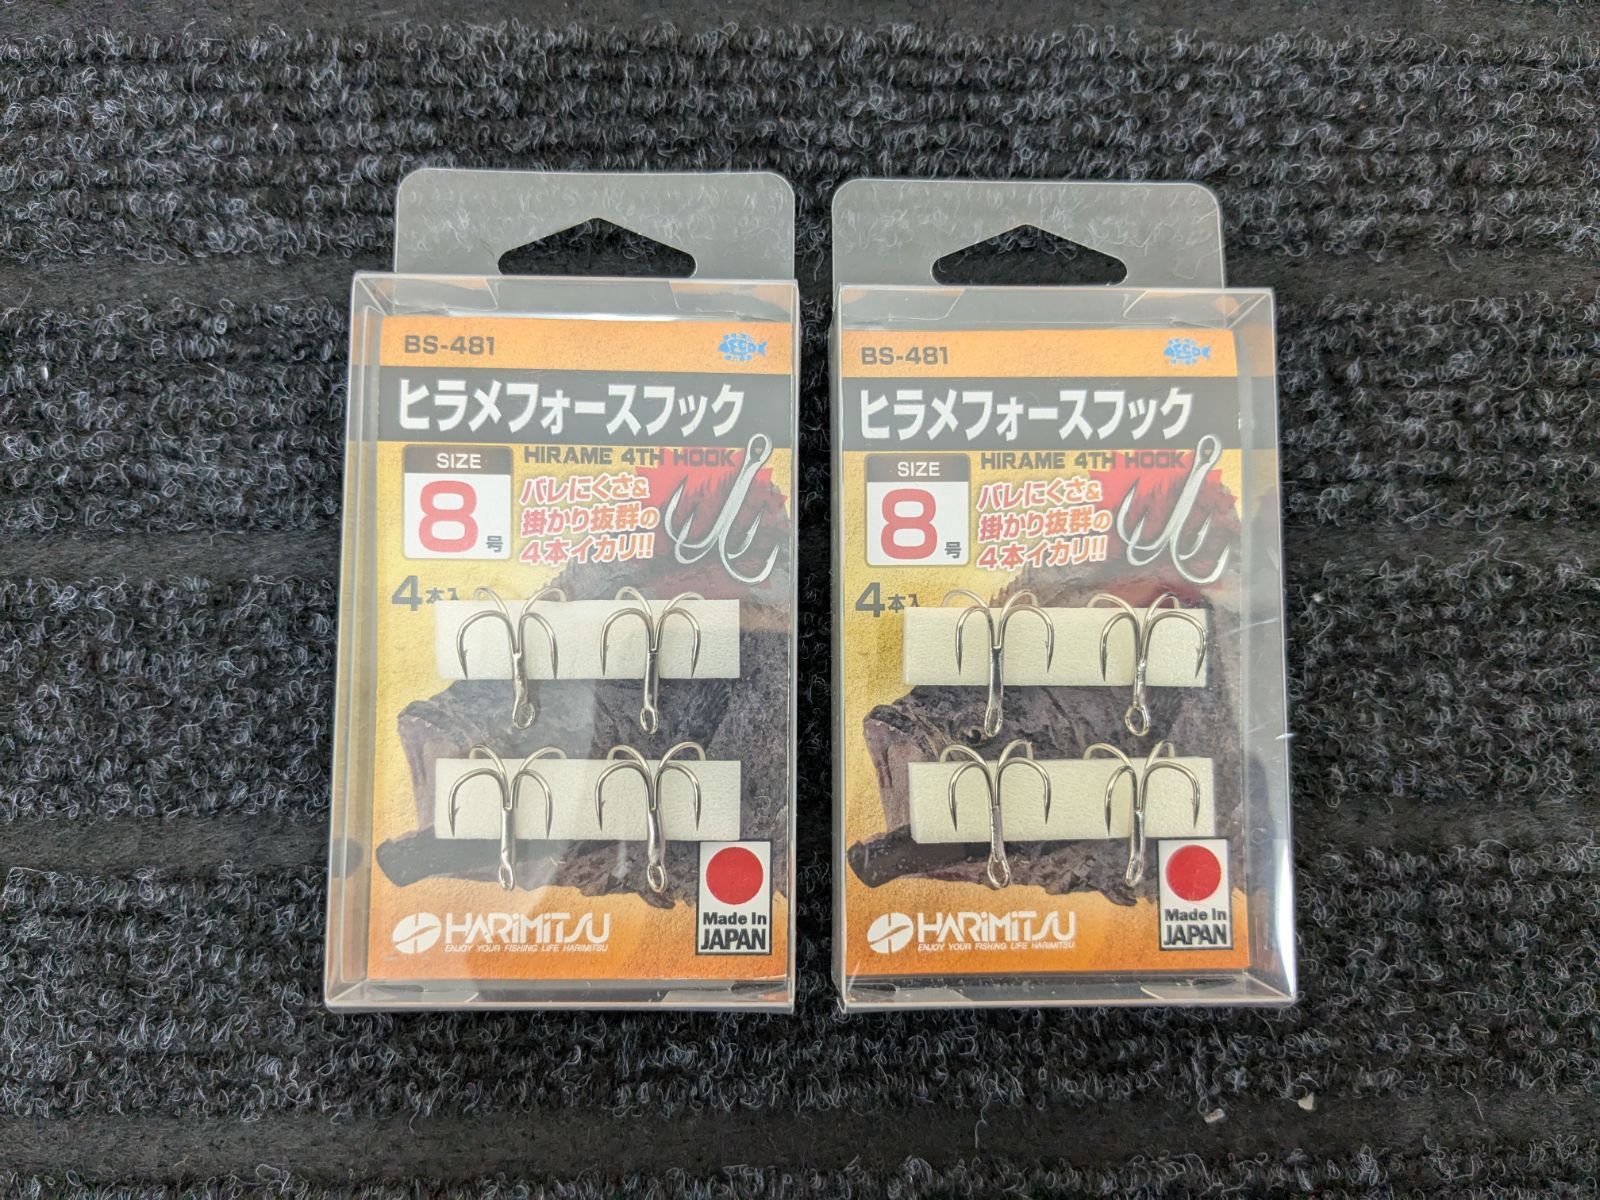 BS-481
ヒラメフォースフック
HIRAME 4TH HOOK
SIZE
8号
バレにくさ&
掛かり抜群の
4本イカリ!!
4本入
HARiMiTSU
ENJOY YOUR FISHING LIFE HARIMITSU
Made In
JAPAN
BS-481
ヒラメフォースフック
HIRAME 4TH HOOK
SIZE
8号
バレにくさ&
掛かり抜群の
4本イカリ!!
4本入
HARiMiTSU
ENJOY YOUR FISHING LIFE HARIMITSU
Made In
JAPAN